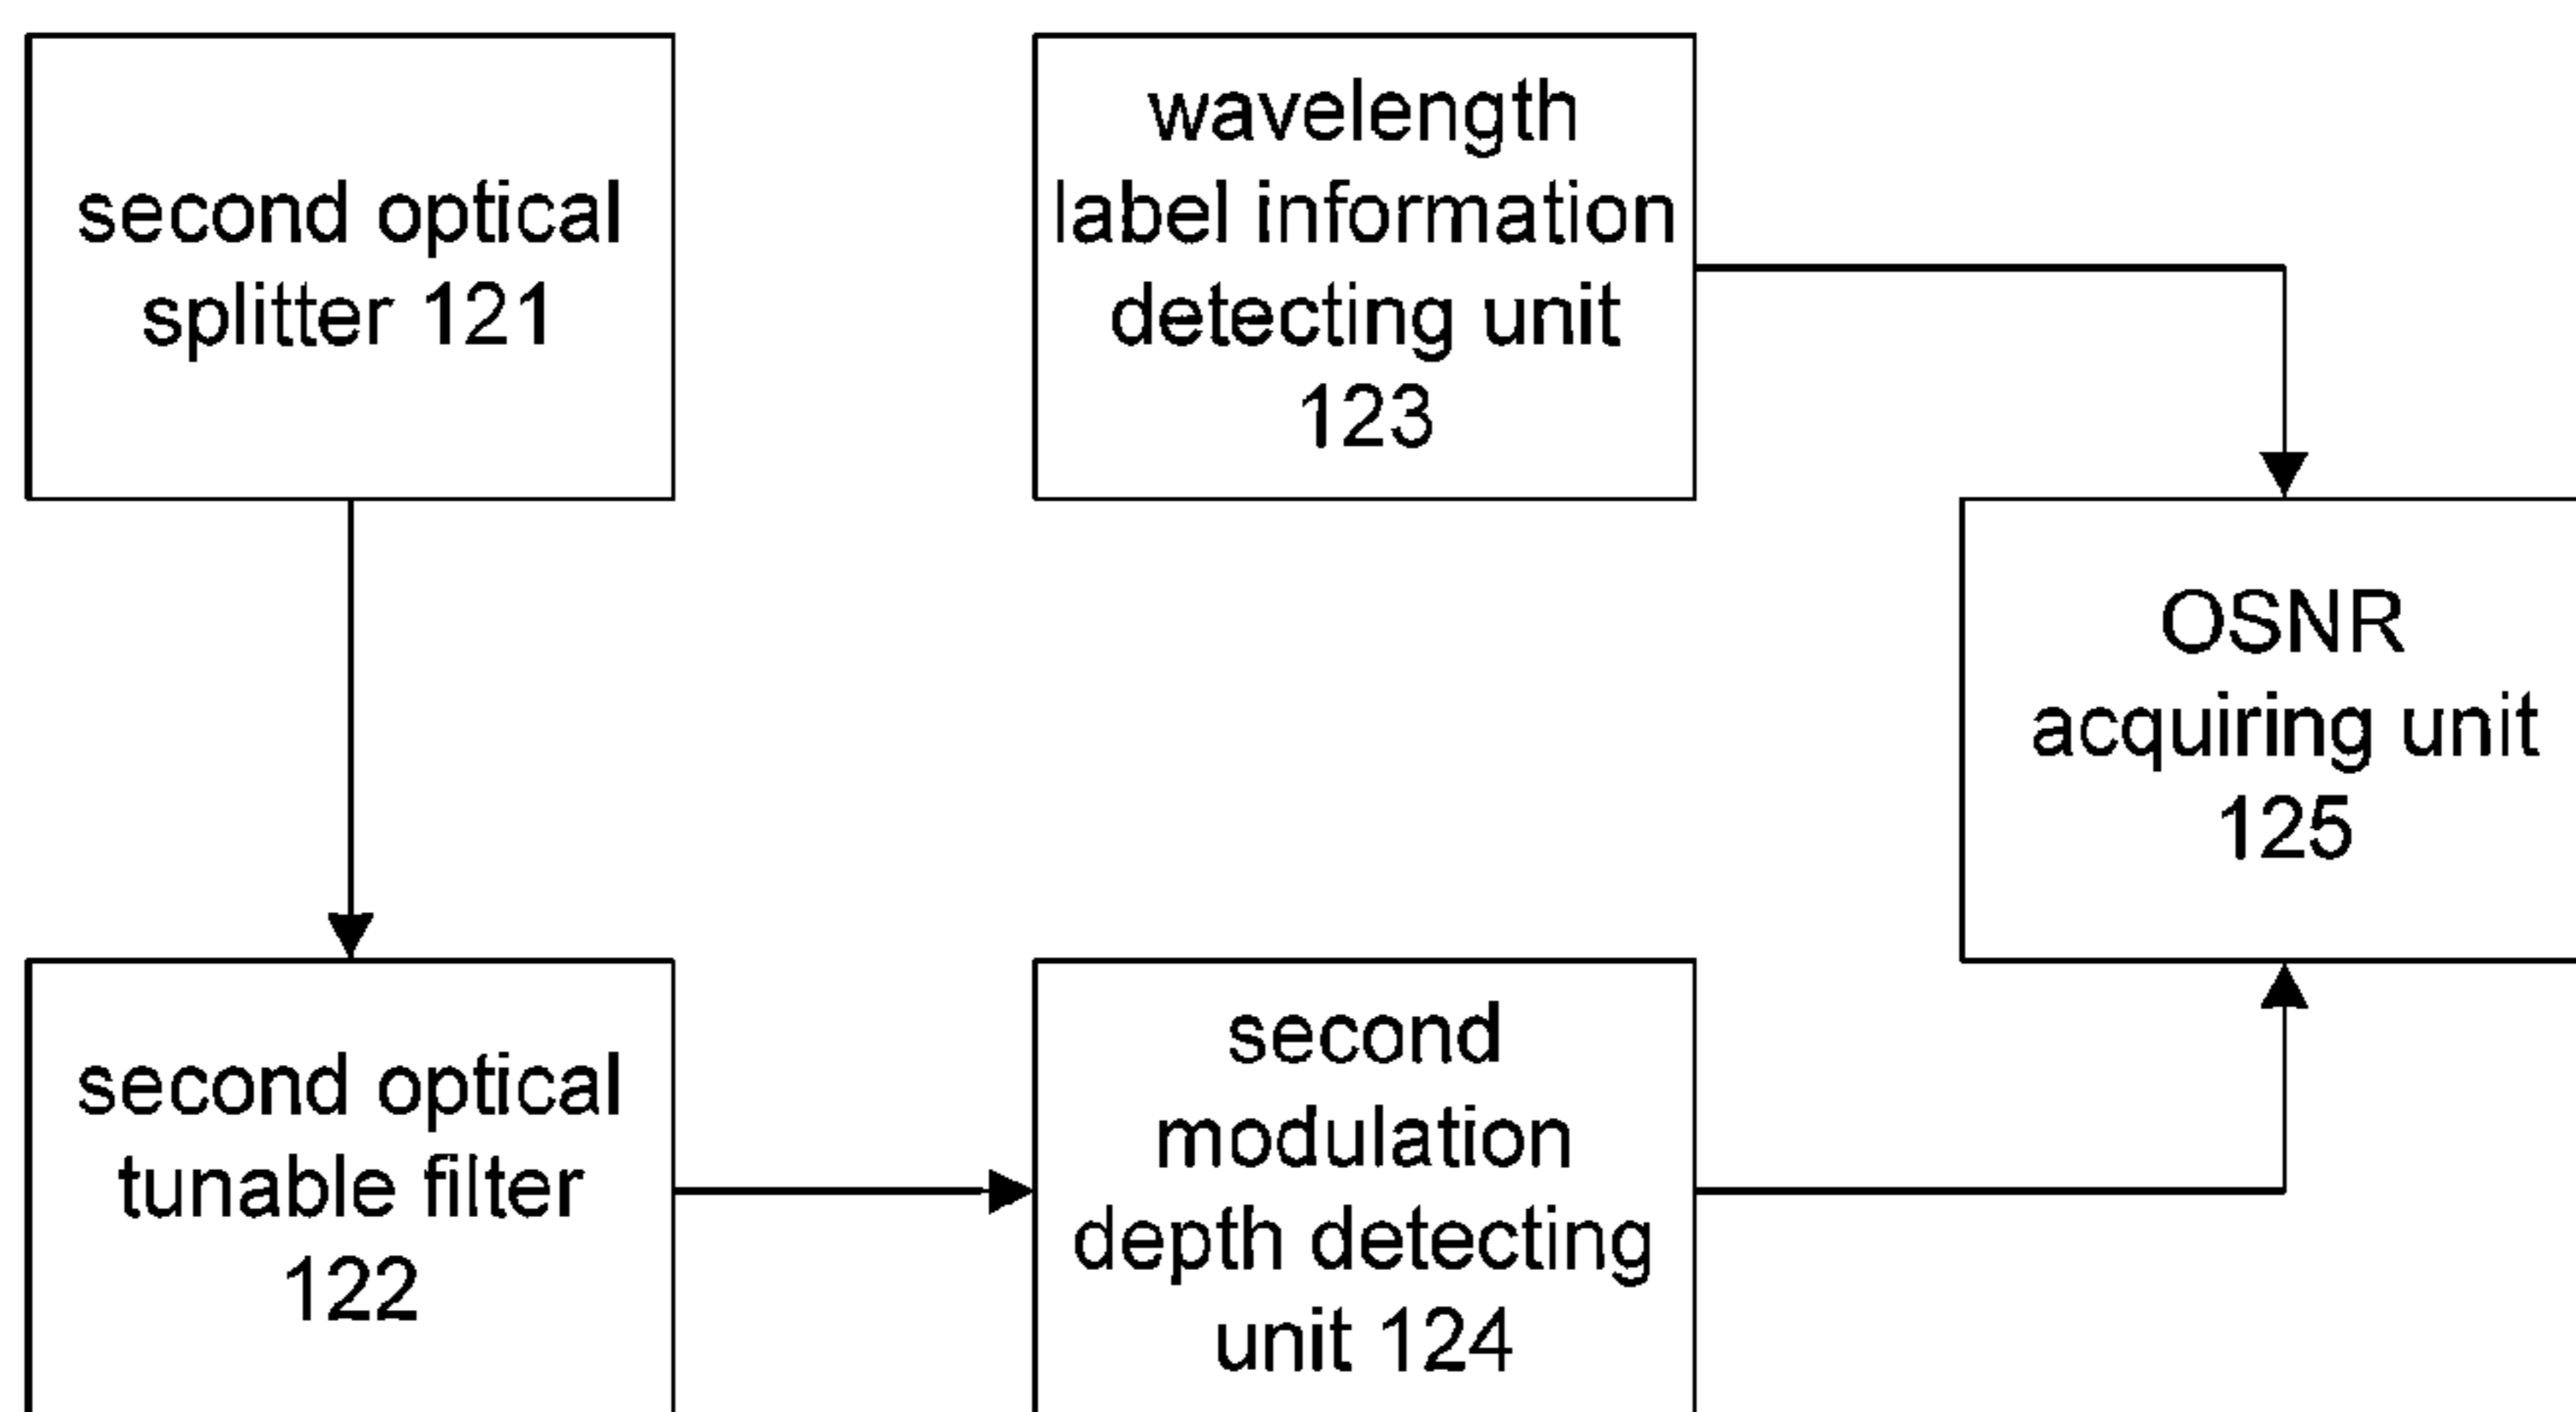 second optical
splitter 121
wavelength
label information
detecting unit
123
OSNR
acquiring unit
125
second optical
tunable filter
122
second
modulation
depth detecting
unit 124